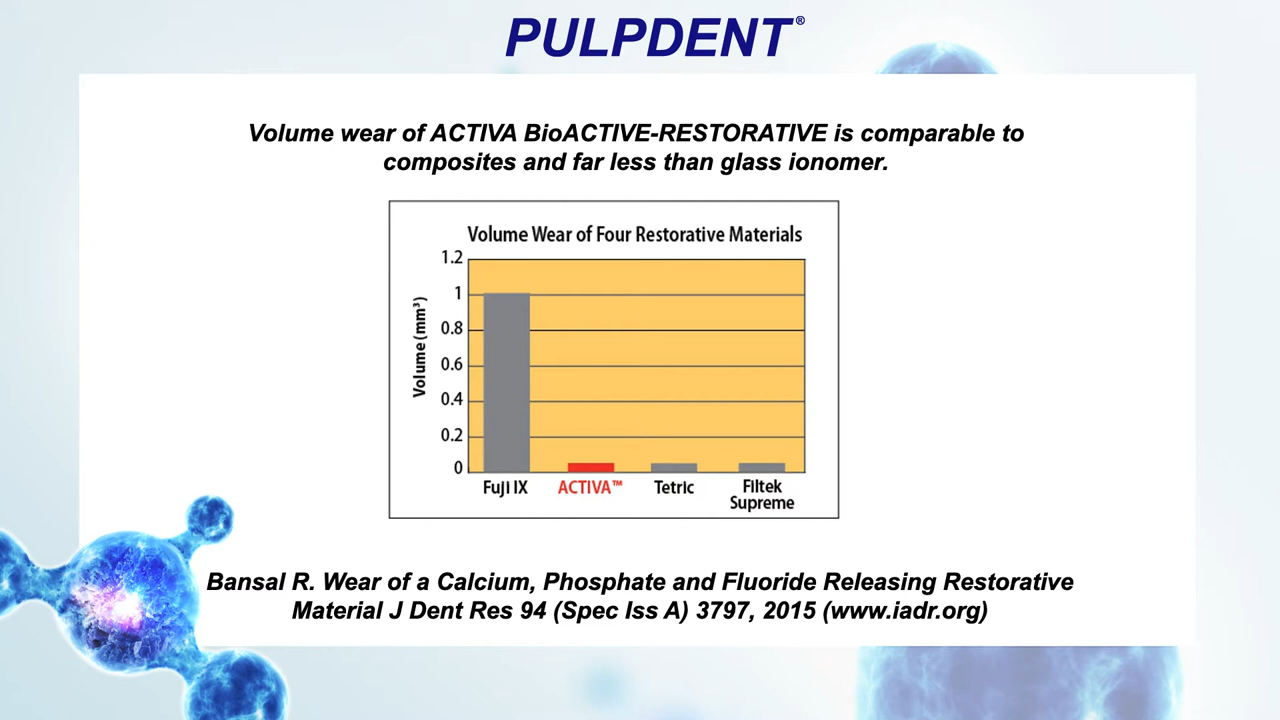 PULPDENT®
Volume wear of ACTIVA BioACTIVE-RESTORATIVE is comparable to
composites and far less than glass ionomer.
Volume Wear of Four Restorative Materials
1.2
1
0.8
0.6
0.4
0.2
0
Volume (mm³)
Fuji IX
ACTIVA™
Tetric
Filtek
Supreme
Bansal R. Wear of a Calcium, Phosphate and Fluoride Releasing Restorative
Material J Dent Res 94 (Spec Iss A) 3797, 2015 (www.iadr.org)